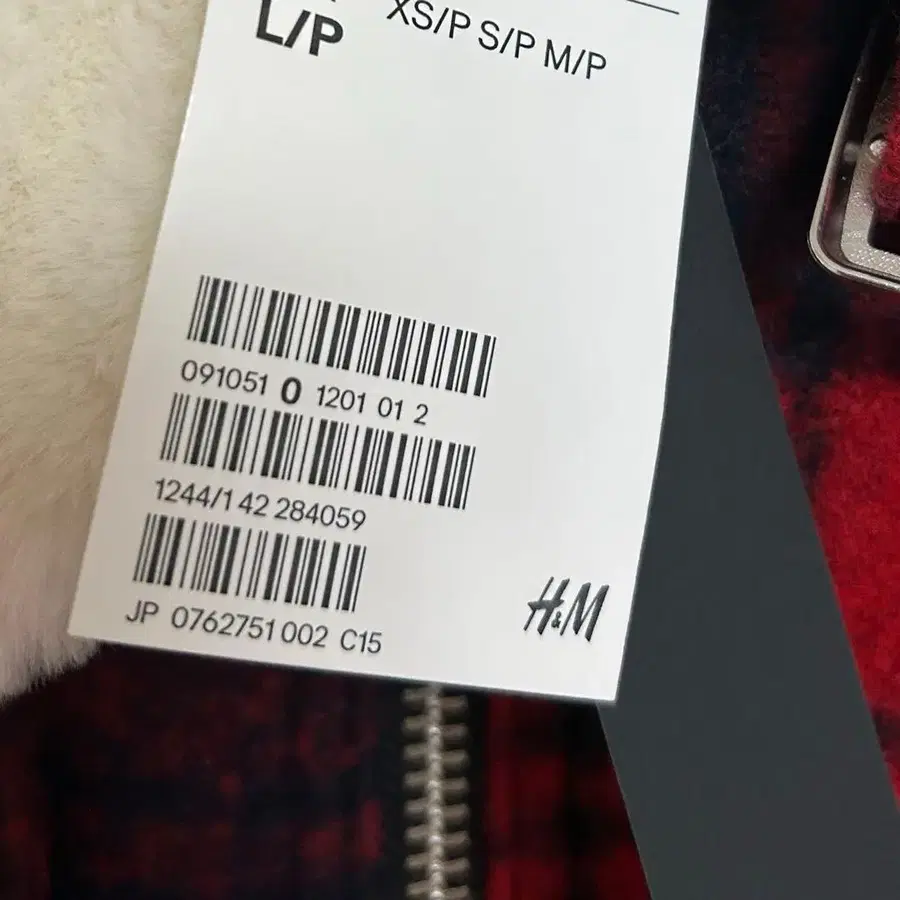 L/P
XS/P S/P M/P
091051 0 1201 01 2
1244/1 42 284059
JP 0762751 002 C15
H&M